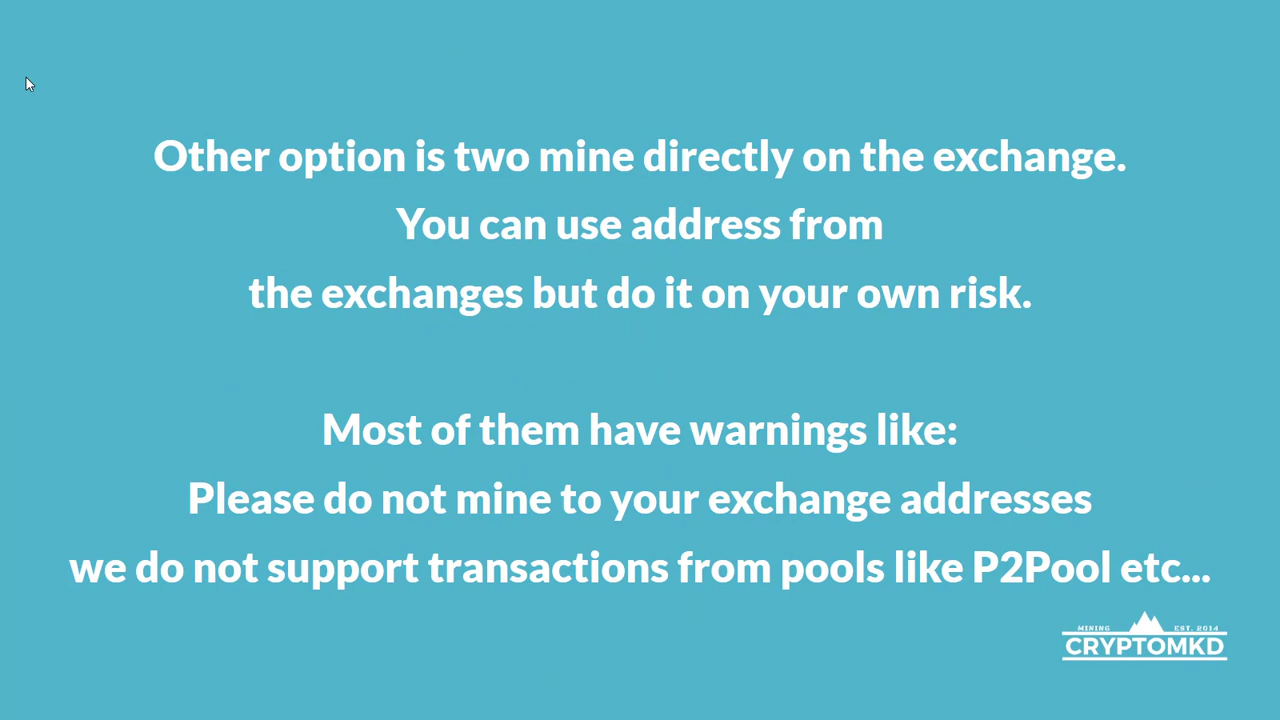 Other option is two mine directly on the exchange.
You can use address from
the exchanges but do it on your own risk.
Most of them have warnings like:
Please do not mine to your exchange addresses
we do not support transactions from pools like P2Pool etc...
MINING EST. 2014
CRYPTOMKD